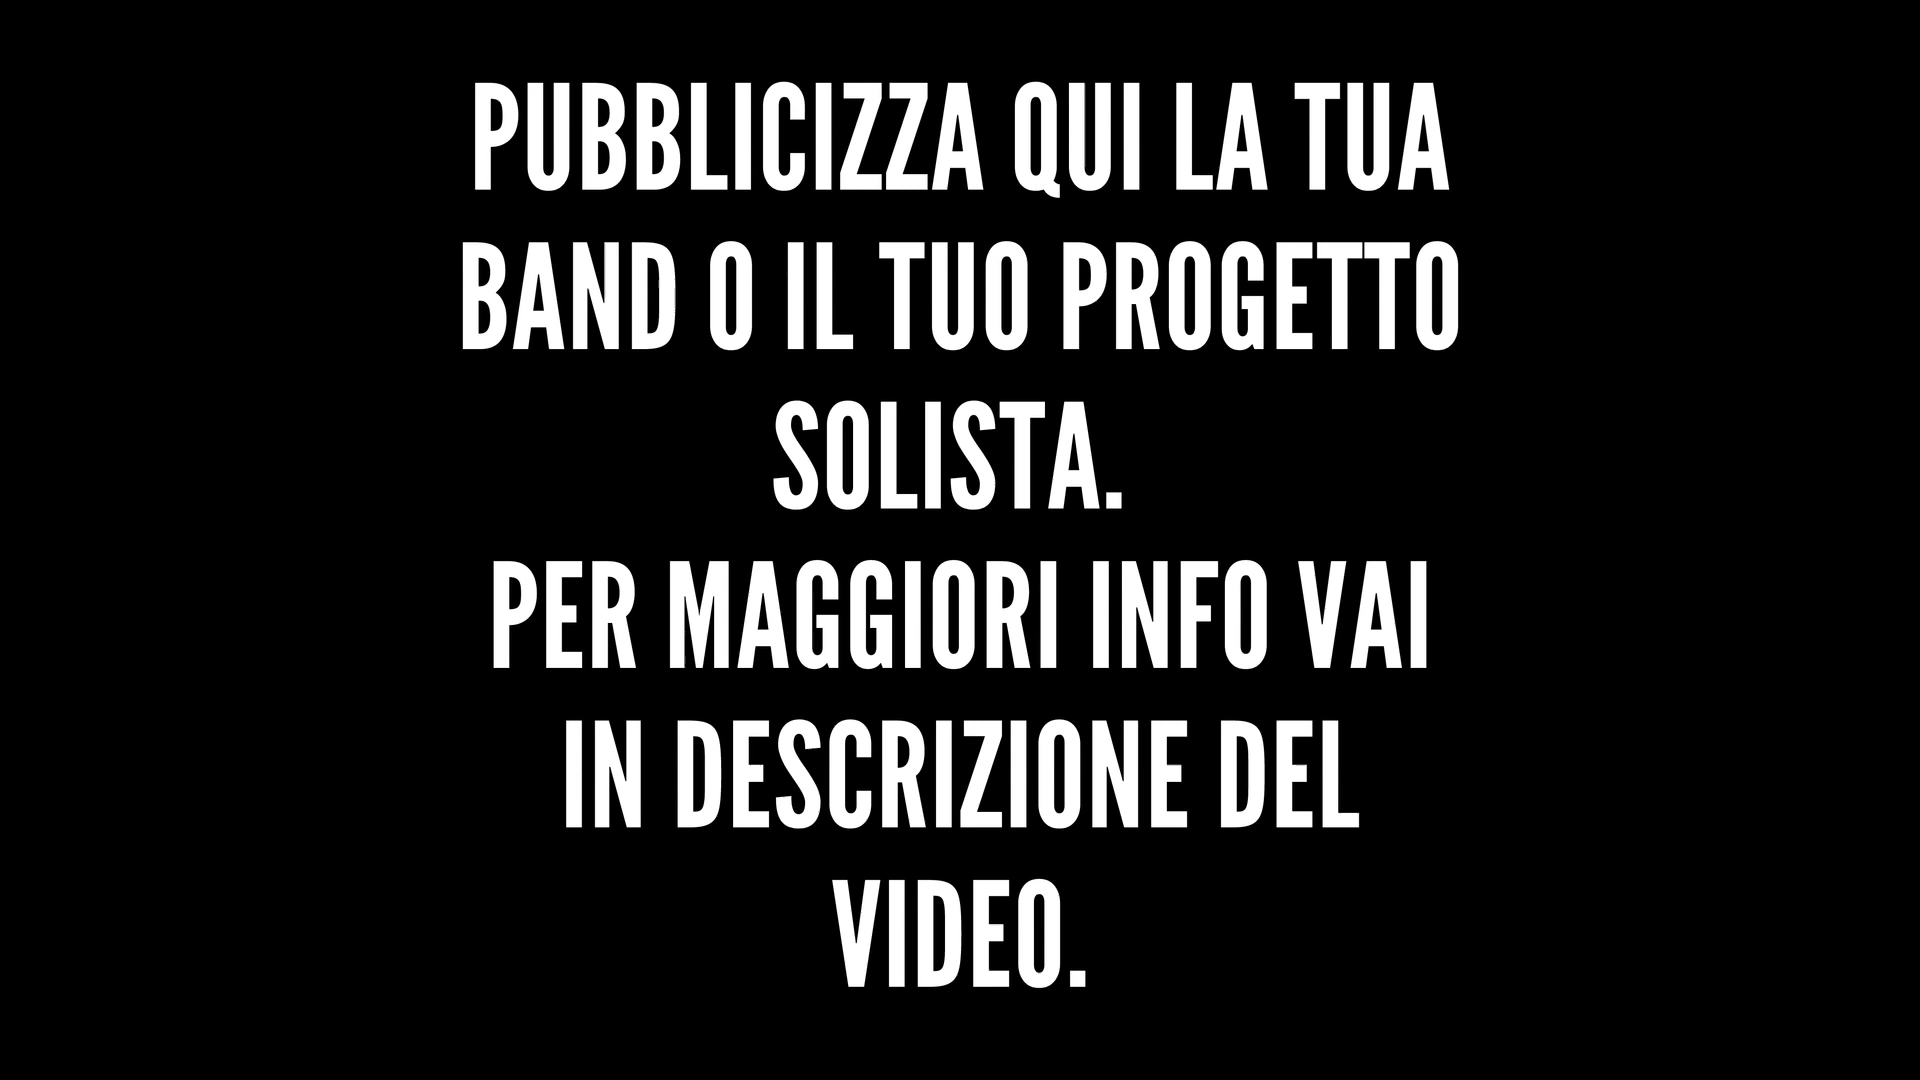 PUBBLICIZZA QUI LA TUA
BAND O IL TUO PROGETTO
SOLISTA.
PER MAGGIORI INFO VAI
IN DESCRIZIONE DEL
VIDEO.